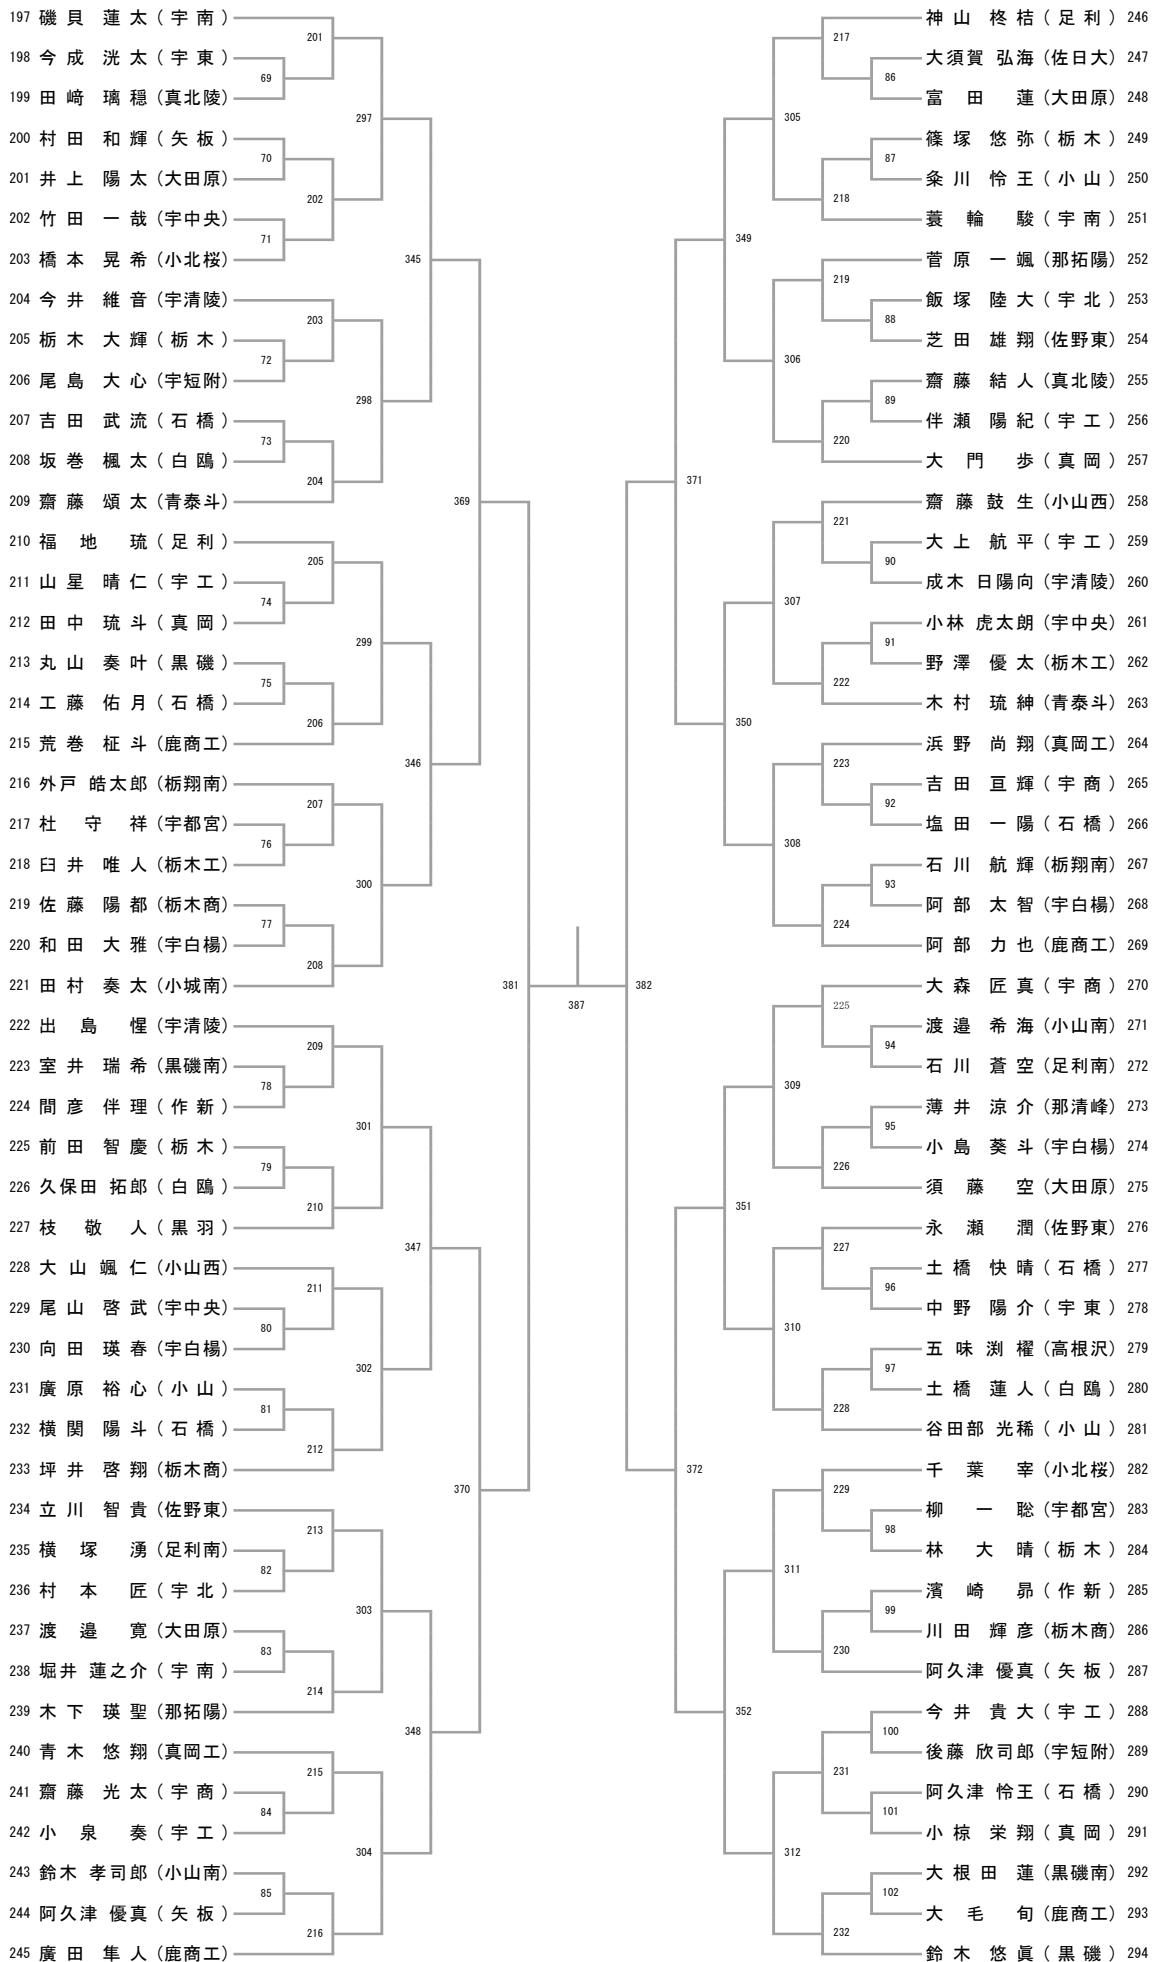 197 磯貝 蓮太 (宇南)
201
198 今成 洸太 (宇東)
69
199 田﨑 璃穏 (真北陵)
297
200 村田 和輝 (矢板)
70
201 井上 陽太 (大田原)
202
202 竹田 一哉 (宇中央)
71
203 橋本 晃希 (小北桜)
345
204 今井 維音 (宇清陵)
203
205 栃木 大輝 (栃木)
72
206 尾島 大心 (宇短附)
298
207 吉田 武流 (石橋)
73
208 坂巻 楓太 (白鴎)
204
209 齋藤 頌太 (青泰斗)
369
210 福地 琉 (足利)
205
211 山星 晴仁 (宇工)
74
212 田中 琉斗 (真岡)
299
213 丸山 奏叶 (黒磯)
75
214 工藤 佑月 (石橋)
206
215 荒巻 柾斗 (鹿商工)
346
216 外戸 皓太郎 (栃翔南)
207
217 杜 守祥 (宇都宮)
76
218 臼井 唯人 (栃木工)
300
219 佐藤 陽都 (栃木商)
77
220 和田 大雅 (宇白楊)
208
221 田村 奏太 (小城南)
381
222 出島 惺 (宇清陵)
209
223 室井 瑞希 (黒磯南)
78
224 間彦 伴理 (作新)
301
225 前田 智慶 (栃木)
79
226 久保田 拓郎 (白鴎)
210
227 枝 敬人 (黒羽)
347
228 大山 颯仁 (小山西)
211
229 尾山 啓武 (宇中央)
80
230 向田 瑛春 (宇白楊)
302
231 廣原 裕心 (小山)
81
232 横関 陽斗 (石橋)
212
233 坪井 啓翔 (栃木商)
370
234 立川 智貴 (佐野東)
213
235 横塚 湧 (足利南)
82
236 村本 匠 (宇北)
303
237 渡邉 寛 (大田原)
83
238 堀井 蓮之介 (宇南)
214
239 木下 瑛聖 (那拓陽)
348
240 青木 悠翔 (真岡工)
215
241 齋藤 光太 (宇商)
84
242 小泉 奏 (宇工)
304
243 鈴木 孝司郎 (小山南)
85
244 阿久津 優真 (矢板)
216
245 廣田 隼人 (鹿商工)
387
神山 柊桔 (足利) 246
217
大須賀 弘海 (佐日大) 247
86
富田 蓮 (大田原) 248
305
篠塚 悠弥 (栃木) 249
87
粂川 怜王 (小山) 250
218
蓑輪 駿 (宇南) 251
349
菅原 一颯 (那拓陽) 252
219
飯塚 陸大 (宇北) 253
88
芝田 雄翔 (佐野東) 254
306
齋藤 結人 (真北陵) 255
89
伴瀬 陽紀 (宇工) 256
220
大門 歩 (真岡) 257
371
齋藤 鼓生 (小山西) 258
221
大上 航平 (宇工) 259
90
成木 日陽向 (宇清陵) 260
307
小林 虎太朗 (宇中央) 261
91
野澤 優太 (栃木工) 262
222
木村 琉紳 (青泰斗) 263
350
浜野 尚翔 (真岡工) 264
223
吉田 亘輝 (宇商) 265
92
塩田 一陽 (石橋) 266
308
石川 航輝 (栃翔南) 267
93
阿部 太智 (宇白楊) 268
224
阿部 力也 (鹿商工) 269
382
大森 匠真 (宇商) 270
225
渡邉 希海 (小山南) 271
94
石川 蒼空 (足利南) 272
309
薄井 涼介 (那清峰) 273
95
小島 葵斗 (宇白楊) 274
226
須藤 空 (大田原) 275
351
永瀬 潤 (佐野東) 276
227
土橋 快晴 (石橋) 277
96
中野 陽介 (宇東) 278
310
五味渕 櫂 (高根沢) 279
97
土橋 蓮人 (白鴎) 280
228
谷田部 光稀 (小山) 281
372
千葉 宰 (小北桜) 282
229
柳 一聡 (宇都宮) 283
98
林 大晴 (栃木) 284
311
濱崎 昴 (作新) 285
99
川田 輝彦 (栃木商) 286
230
阿久津 優真 (矢板) 287
352
今井 貴大 (宇工) 288
100
後藤 欣司郎 (宇短附) 289
231
阿久津 怜王 (石橋) 290
101
小椋 栄翔 (真岡) 291
312
大根田 蓮 (黒磯南) 292
102
大毛 旬 (鹿商工) 293
232
鈴木 悠眞 (黒磯) 294